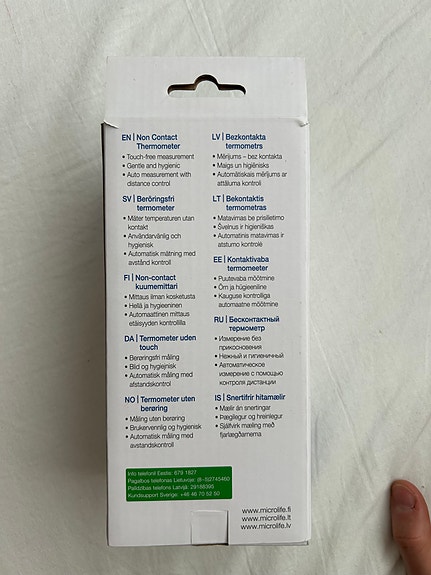 EN | Non Contact
Thermometer
• Touch-free measurement
• Gentle and hygienic
• Auto measurement with
distance control
SV | Beröringsfri
termometer
• Mäter temperaturen utan
kontakt
• Användarvänlig och
hygienisk
• Automatisk mätning med
avstånd kontroll
FI | Non-contact
kuumemittari
• Mittaus ilman kosketusta
• Hellä ja hygieeninen
• Automaattinen mittaus
etäisyyden kontrollilla
DA | Termometer uden
touch
• Berøringsfri måling
• Blid og hygiejnisk
• Automatisk måling med
afstandskontrol
NO | Termometer uten
berøring
• Måling uten berøring
• Brukervennlig og hygienisk
• Automatisk måling med
avstandskontroll
LV | Bezkontakta
termometrs
• Mērījums – bez kontakta
• Maigs un higiēnisks
• Automātiskais mērījums ar
attāluma kontroli
LT | Bekontaktis
termometras
• Matavimas be prisilietimo
• Švelnus ir higieniškas
• Automatinis matavimas ir
atstumo kontrolė
EE | Kontaktivaba
termomeeter
• Puutevaba mõõtmine
• Õrn ja hügieeniline
• Kauguse kontrolliga
automaatne mõõtmine
RU | Бесконтактный
термометр
• Измерение без
прикосновения
• Нежный и гигиеничный
• Автоматическое
измерение с помощью
контроля дистанции
IS | Snertifrír hitamælir
• Mælir án snertingar
• Þægilegur og hreinlegur
• Sjálfvirk mæling með
fjarlægðarnema
Info telefonil Eestis: 679 1827
Pagalbos telefonas Lietuvoje: (8–5)2745460
Palīdzības telefons Latvijā: 29188395
Kundsupport Sverige: +46 46 70 52 50
www.microlife.fi
www.microlife.lt
www.microlife.lv